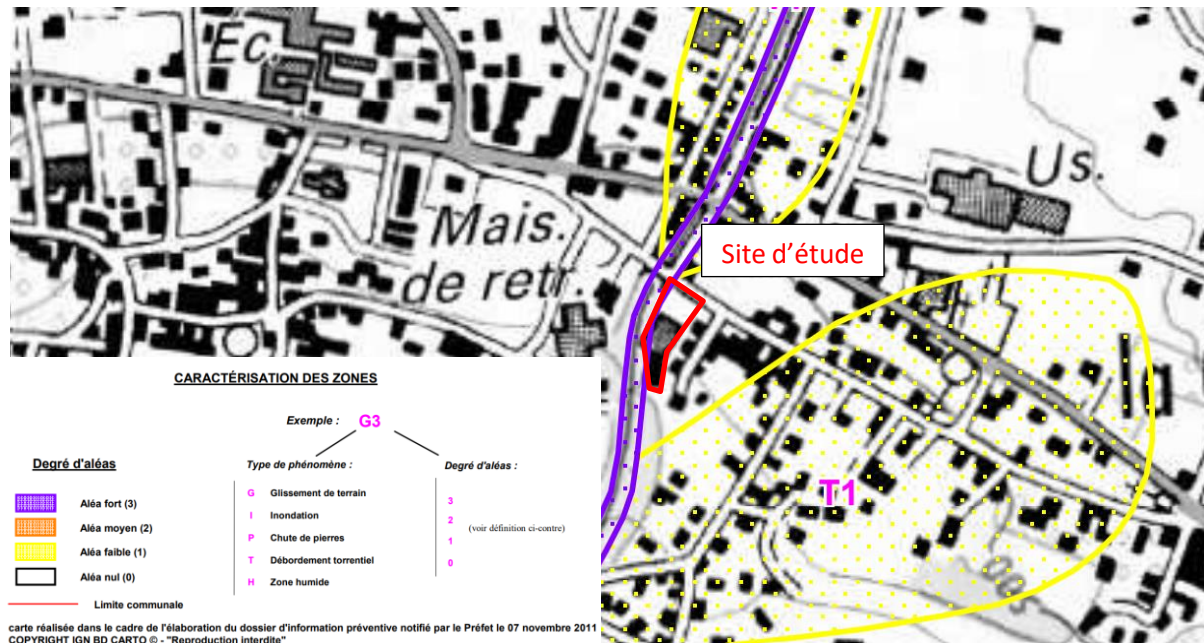 Ec.
Us.
Mais.
de retr.
Site d'étude
T1
CARACTÉRISATION DES ZONES
Exemple : G3
Degré d'aléas
Aléa fort (3)
Aléa moyen (2)
Aléa faible (1)
Aléa nul (0)
Limite communale
Type de phénomène :
G Glissement de terrain
I Inondation
P Chute de pierres
T Débordement torrentiel
H Zone humide
Degré d'aléas :
3
2
(voir définition ci-contre)
1
0
carte réalisée dans le cadre de l'élaboration du dossier d'information préventive notifié par le Préfet le 07 novembre 2011
COPYRIGHT IGN BD CARTO © - "Reproduction interdite"